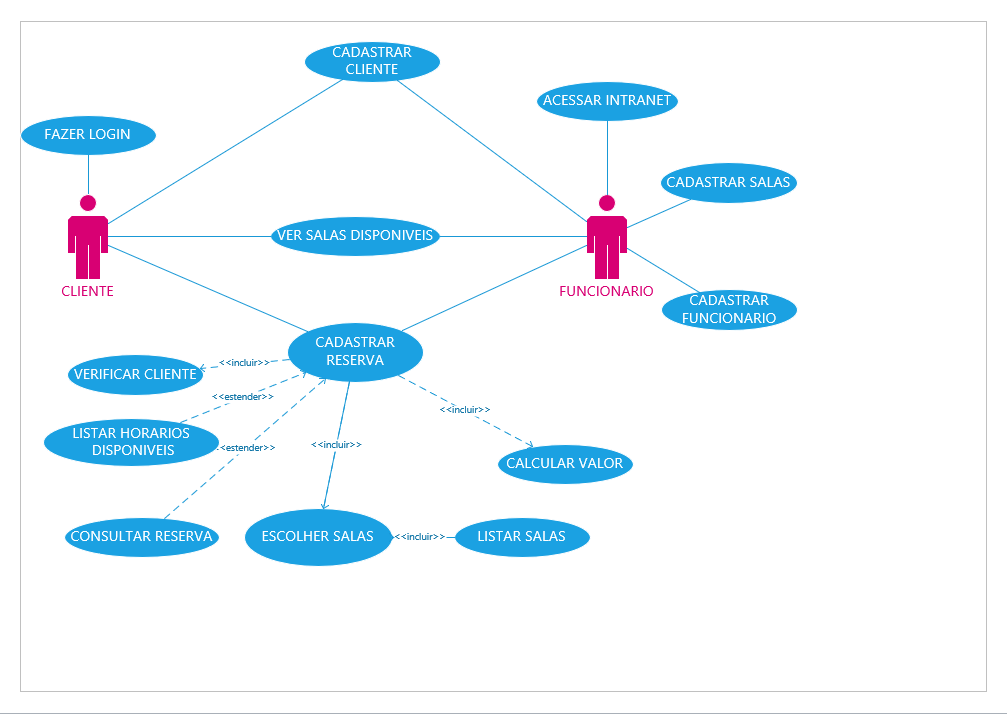 CADASTRAR
CLIENTE
ACESSAR INTRANET
FAZER LOGIN
CADASTRAR SALAS
VER SALAS DISPONIVEIS
CLIENTE
FUNCIONARIO
CADASTRAR
FUNCIONARIO
CADASTRAR
RESERVA
<<incluir>>
VERIFICAR CLIENTE
<<estender>>
<<incluir>>
LISTAR HORARIOS
DISPONIVEIS
<<estender>>
<<incluir>>
CALCULAR VALOR
CONSULTAR RESERVA
ESCOLHER SALAS
<<incluir>>
LISTAR SALAS